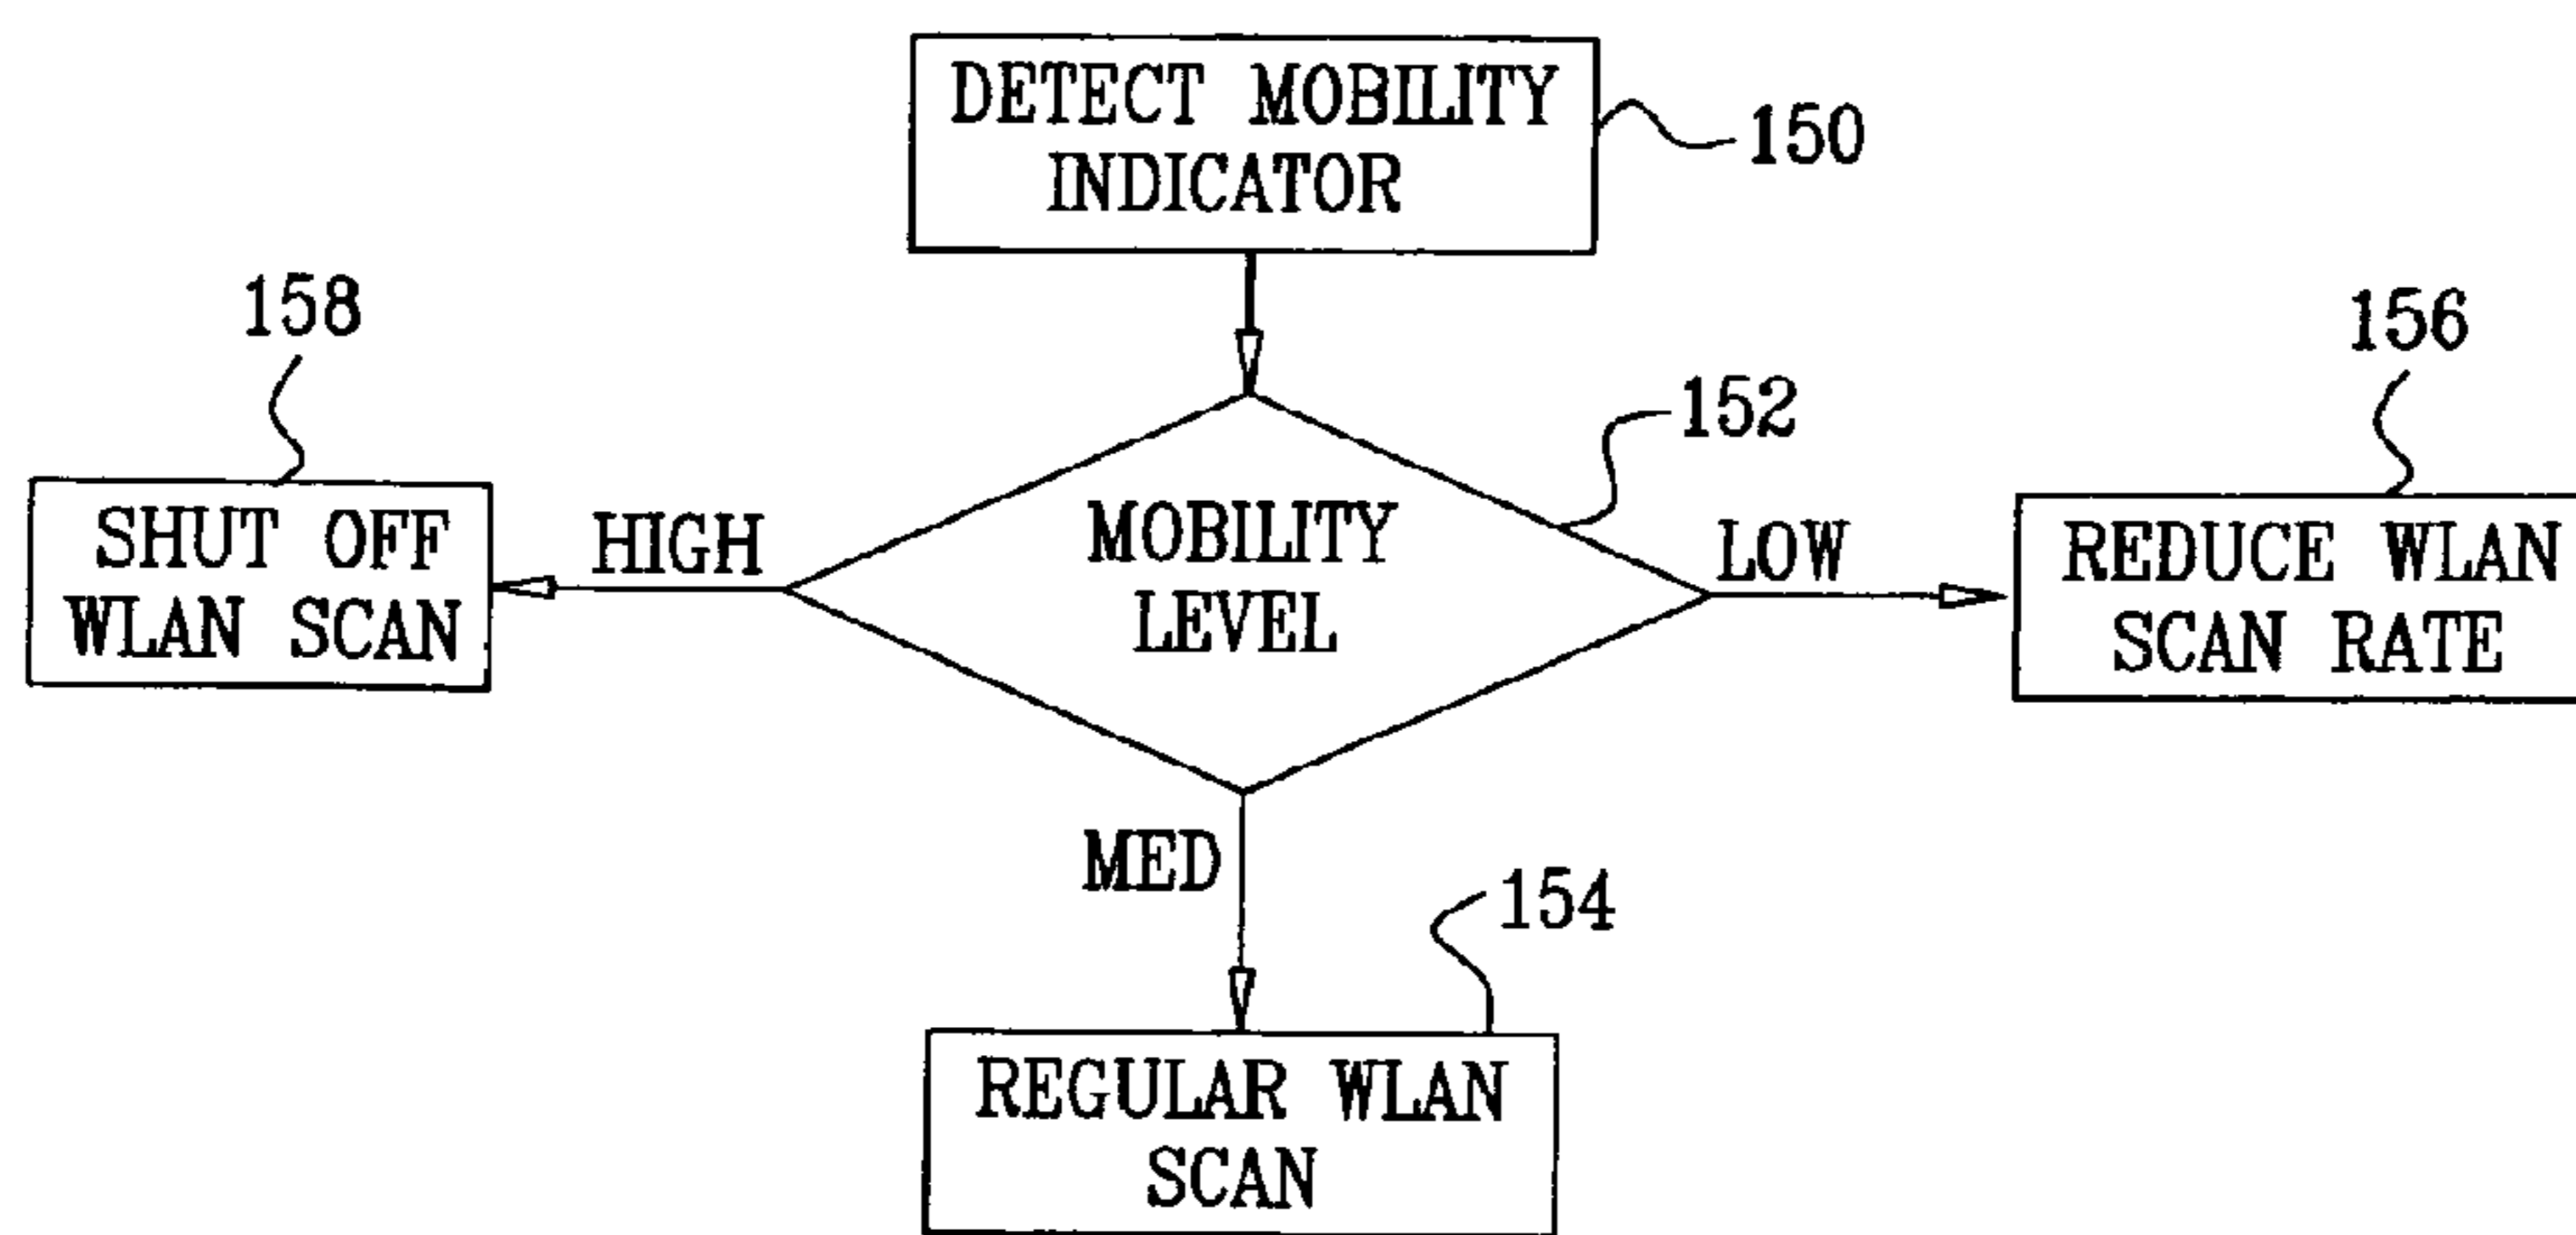 DETECT MOBILITY
INDICATOR
150
158
156
152
SHUT OFF
WLAN SCAN
HIGH
MOBILITY
LEVEL
LOW
REDUCE WLAN
SCAN RATE
MED
154
REGULAR WLAN
SCAN